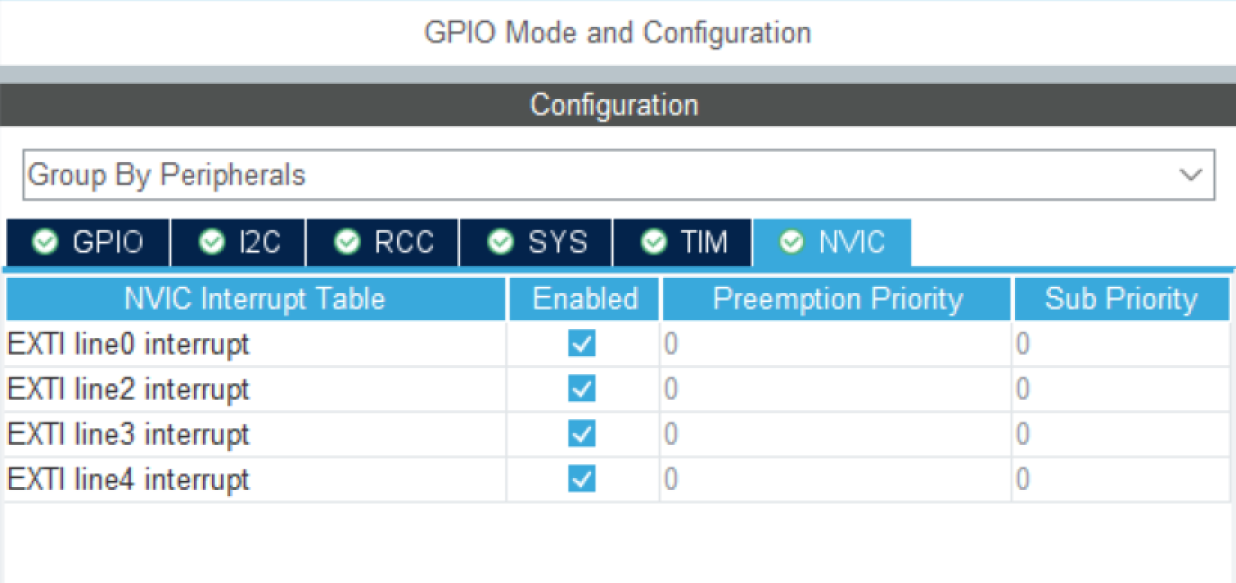 GPIO Mode and Configuration
Configuration
Group By Peripherals
GPIO I2C RCC SYS TIM NVIC
NVIC Interrupt Table Enabled Preemption Priority Sub Priority
EXTI line0 interrupt 0 0
EXTI line2 interrupt 0 0
EXTI line3 interrupt 0 0
EXTI line4 interrupt 0 0